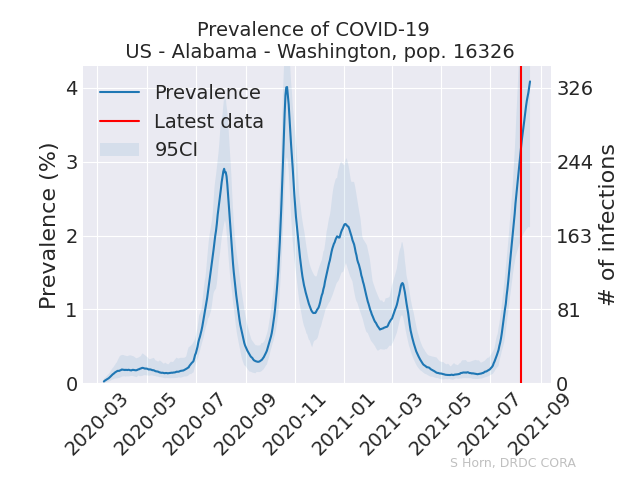 Prevalence of COVID-19
US - Alabama - Washington, pop. 16326
Prevalence
Latest data
95CI
Prevalence (%)
4
3
2
1
0
# of infections
326
244
163
81
0
2020-03
2020-05
2020-07
2020-09
2020-11
2021-01
2021-03
2021-05
2021-07
2021-09
S Horn, DRDC CORA